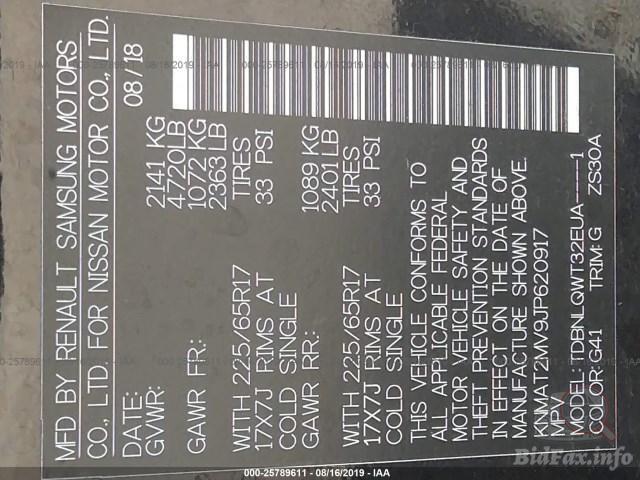 MFD BY RENAULT SAMSUNG MOTORS
CO., LTD. FOR NISSAN MOTOR CO., LTD.
DATE: 08/18
GVWR: 2141 KG
4720LB
GAWR FR: 1072 KG
2363 LB
WITH 225/65R17 TIRES
17X7J RIMS AT 33 PSI
COLD SINGLE
GAWR RR: 1089 KG
2401LB
WITH 225/65R17 TIRES
17X7J RIMS AT 33 PSI
COLD SINGLE
THIS VEHICLE CONFORMS TO
ALL APPLICABLE FEDERAL
MOTOR VEHICLE SAFETY AND
THEFT PREVENTION STANDARDS
IN EFFECT ON THE DATE OF
MANUFACTURE SHOWN ABOVE.
KNMAT2MV9JP620917
MPV
MODEL: TDBNLQWT32EUA-----1
COLOR: G41 TRIM: G ZS30A
000-25789611 - 08/16/2019 - IAA
BidFax.info